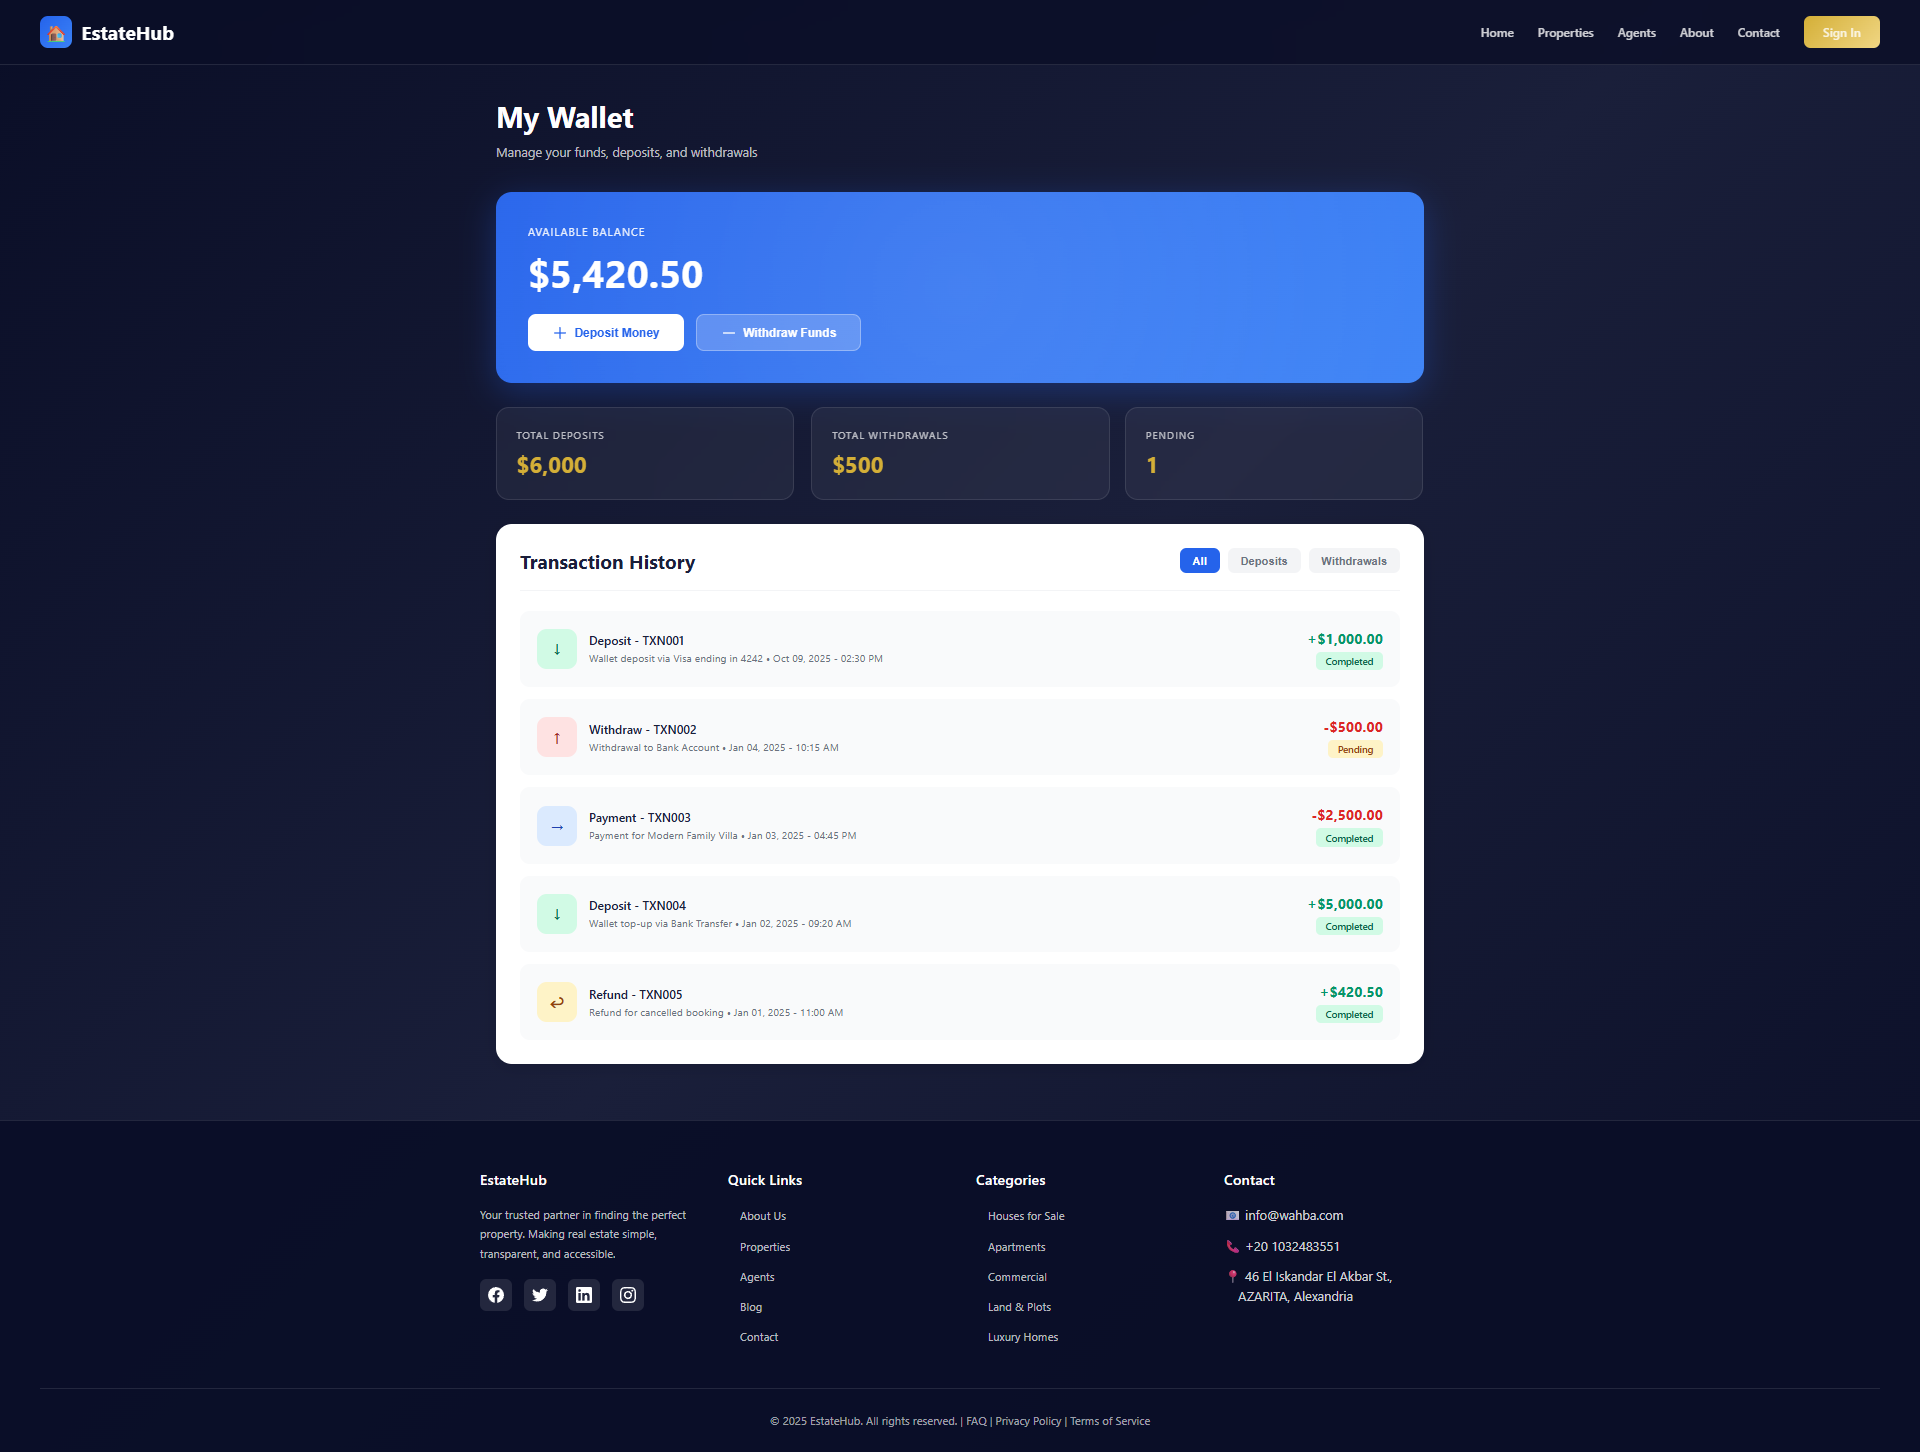 EstateHub
Home Properties Agents About Contact Sign In
My Wallet
Manage your funds, deposits, and withdrawals
AVAILABLE BALANCE
$5,420.50
+ Deposit Money — Withdraw Funds
TOTAL DEPOSITS
$6,000
TOTAL WITHDRAWALS
$500
PENDING
1
Transaction History
All Deposits Withdrawals
↓ Deposit - TXN001
Wallet deposit via Visa ending in 4242 • Oct 09, 2025 - 02:30 PM
+$1,000.00
Completed
↑ Withdraw - TXN002
Withdrawal to Bank Account • Jan 04, 2025 - 10:15 AM
-$500.00
Pending
→ Payment - TXN003
Payment for Modern Family Villa • Jan 03, 2025 - 04:45 PM
-$2,500.00
Completed
↓ Deposit - TXN004
Wallet top-up via Bank Transfer • Jan 02, 2025 - 09:20 AM
+$5,000.00
Completed
↩ Refund - TXN005
Refund for cancelled booking • Jan 01, 2025 - 11:00 AM
+$420.50
Completed
EstateHub
Your trusted partner in finding the perfect
property. Making real estate simple,
transparent, and accessible.
Quick Links
About Us
Properties
Agents
Blog
Contact
Categories
Houses for Sale
Apartments
Commercial
Land & Plots
Luxury Homes
Contact
info@wahba.com
+20 1032483551
46 El Iskandar El Akbar St.,
AZARITA, Alexandria
© 2025 EstateHub. All rights reserved. | FAQ | Privacy Policy | Terms of Service